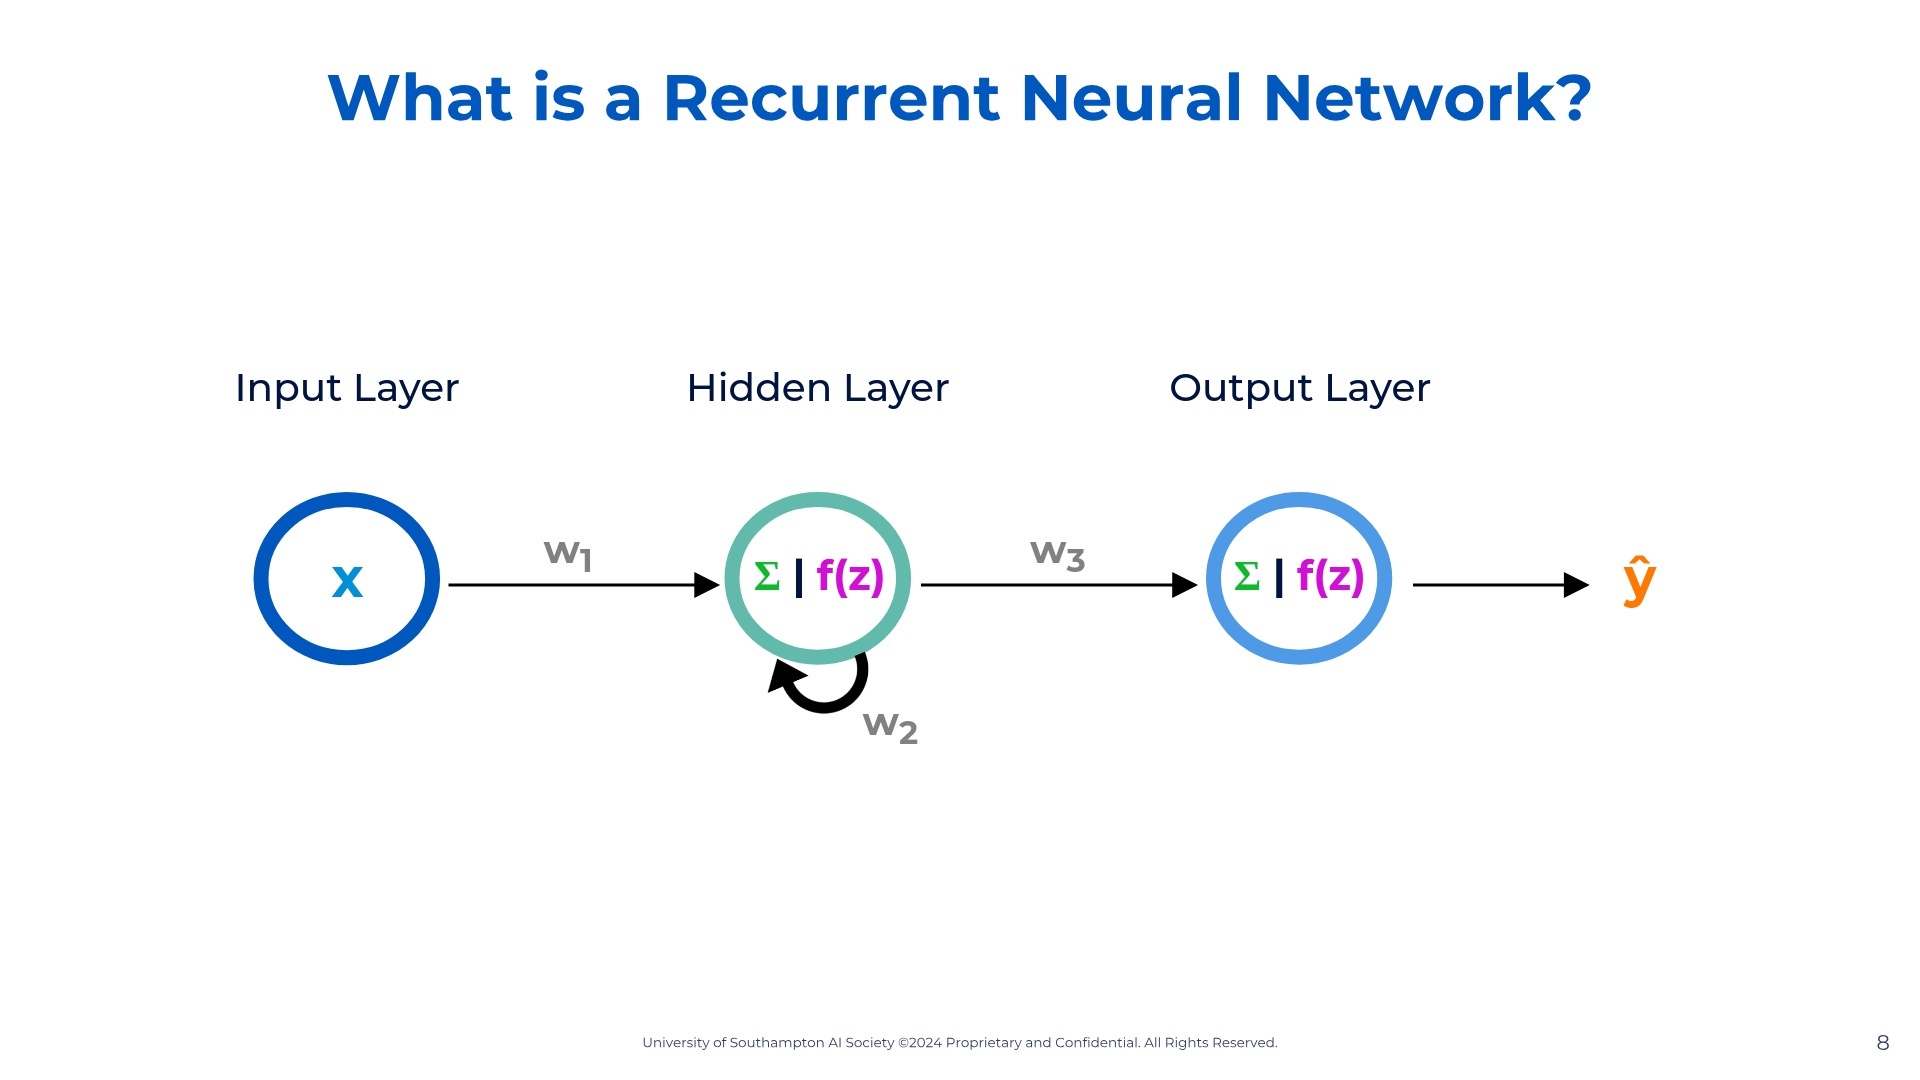 What is a Recurrent Neural Network?
Input Layer
Hidden Layer
Output Layer
x
w1
Σ | f(z)
w2
w3
Σ | f(z)
ŷ
University of Southampton AI Society ©2024 Proprietary and Confidential. All Rights Reserved.
8